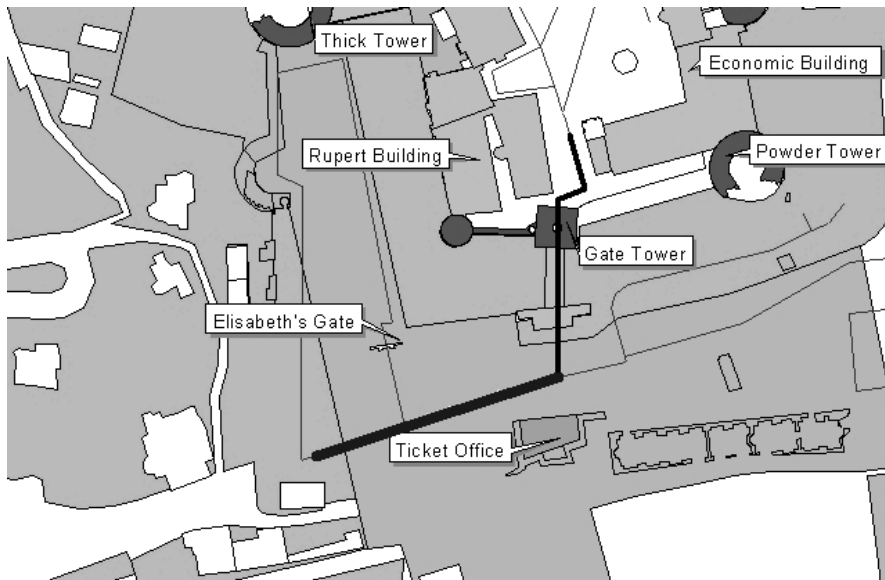 Thick Tower
Economic Building
Rupert Building
Powder Tower
Gate Tower
Elisabeth's Gate
Ticket Office